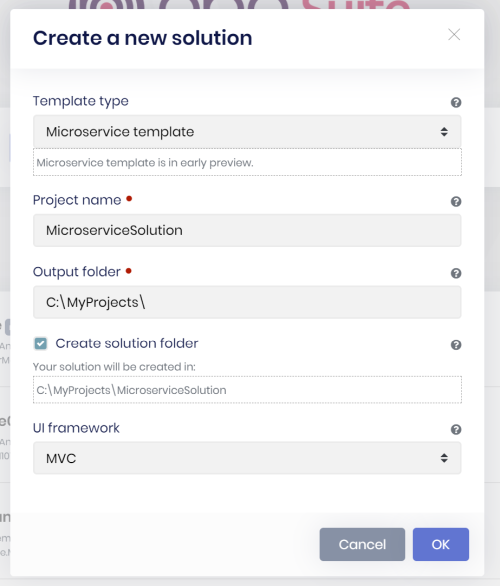 Suite
Create a new solution
Template type
Microservice template
Microservice template is in early preview.
Project name
MicroserviceSolution
Output folder
C:\MyProjects\
Create solution folder
Your solution will be created in:
C:\MyProjects\MicroserviceSolution
UI framework
MVC
Cancel
OK